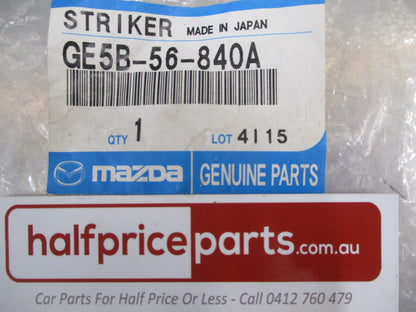 STRIKER MADE IN JAPAN
GE5B-56-840A
QTY 1 LOT 4115
mazda GENUINE PARTS
halfpriceparts.com.au
Car Parts For Half Price Or Less - Call 0412 760 479